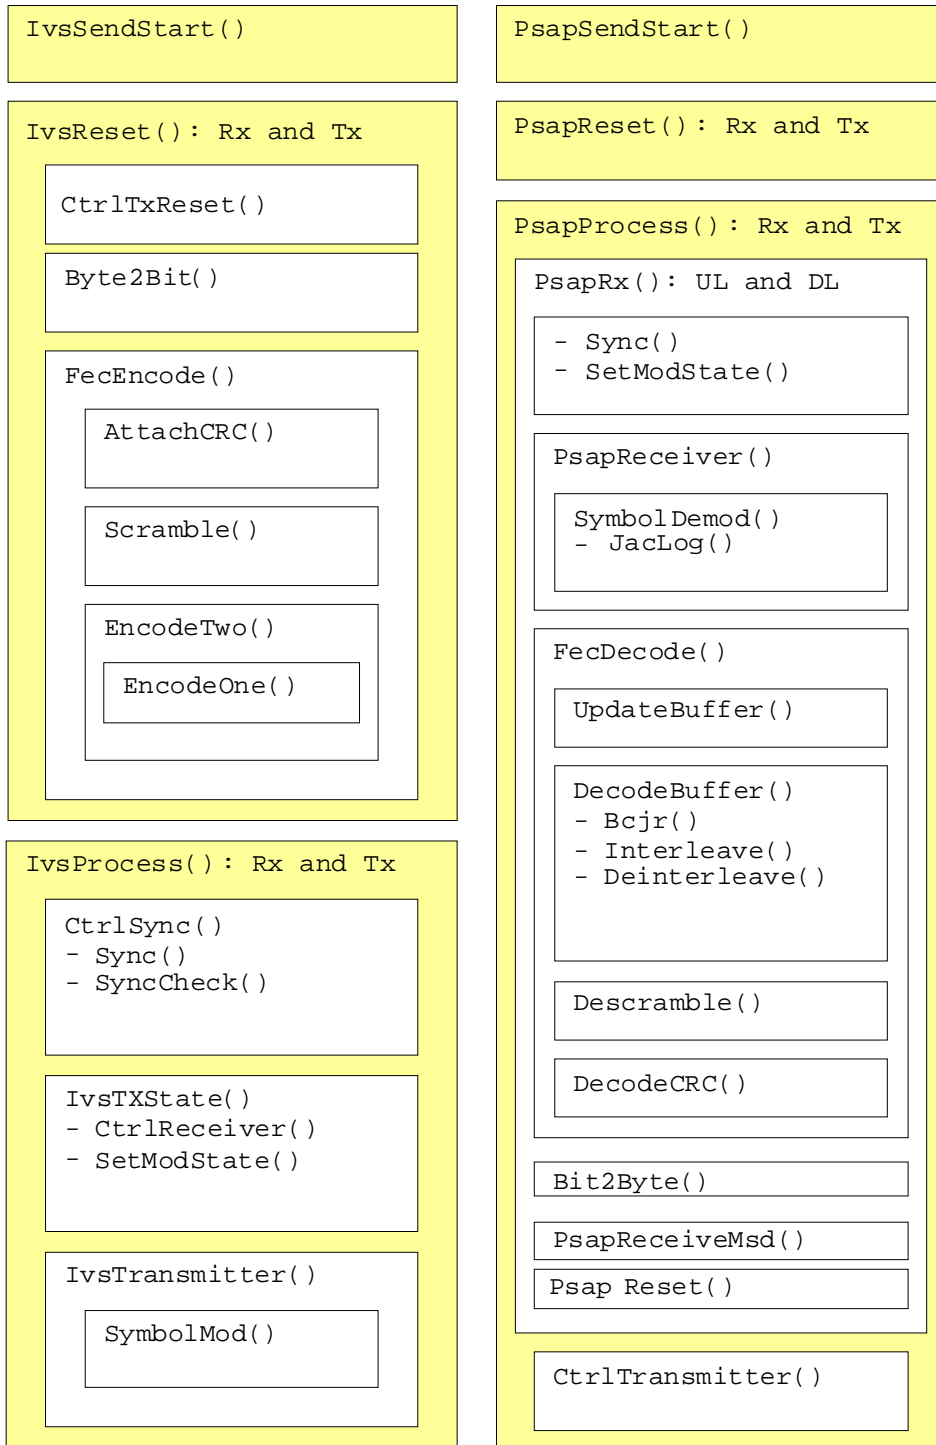 IvsSendStart()
IvsReset(): Rx and Tx
CtrlTxReset()
Byte2Bit()
FecEncode()
AttachCRC()
Scramble()
EncodeTwo()
EncodeOne()
IvsProcess(): Rx and Tx
CtrlSync()
- Sync()
- SyncCheck()
IvsTXState()
- CtrlReceiver()
- SetModState()
IvsTransmitter()
SymbolMod()
PsapSendStart()
PsapReset(): Rx and Tx
PsapProcess(): Rx and Tx
PsapRx(): UL and DL
- Sync()
- SetModState()
PsapReceiver()
SymbolDemod()
- JacLog()
FecDecode()
UpdateBuffer()
DecodeBuffer()
- Bcjr()
- Interleave()
- Deinterleave()
Descramble()
DecodeCRC()
Bit2Byte()
PsapReceiveMsd()
Psap Reset()
CtrlTransmitter()